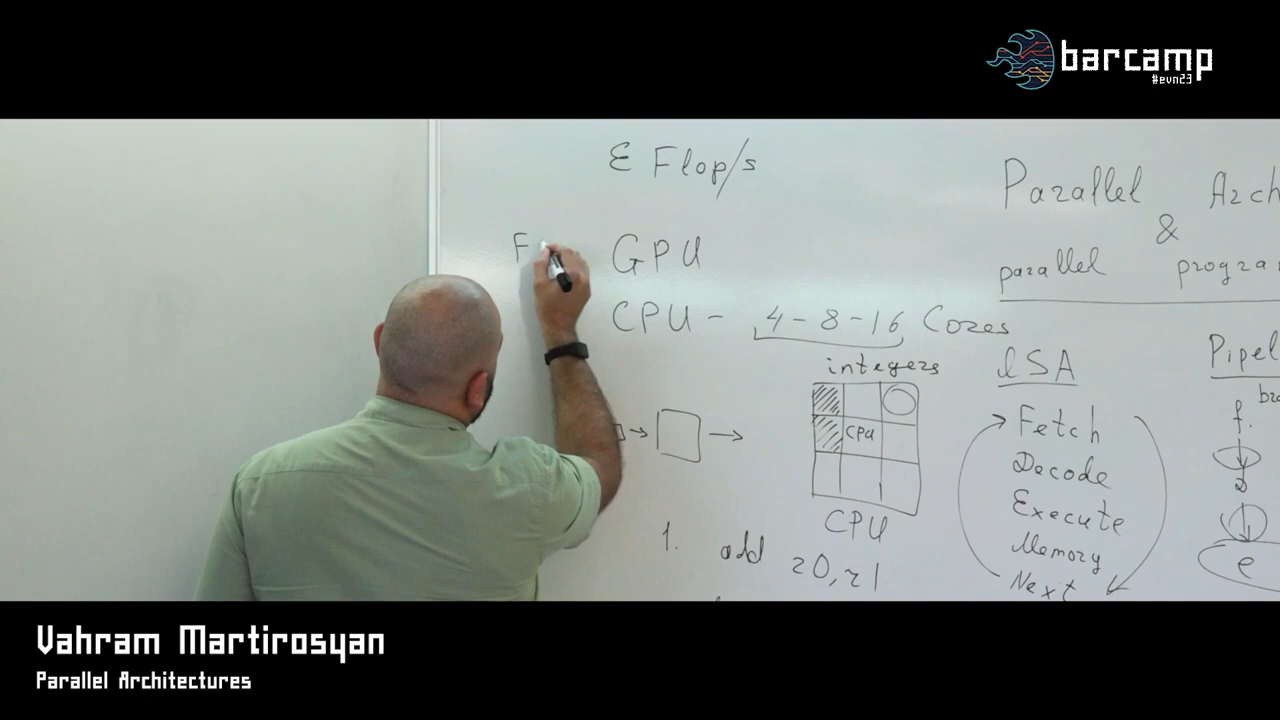 barcamp
#evn23
E Flop/s
F
GPU
CPU - 4-8-16 Cores
integers
CPU
CPU
1. add r0, r1
Parallel Arch
&
parallel progra
ISA
Fetch
Decode
Execute
Memory
Next
Pipel
f.
D
e
Vahram Martirosyan
Parallel Architectures